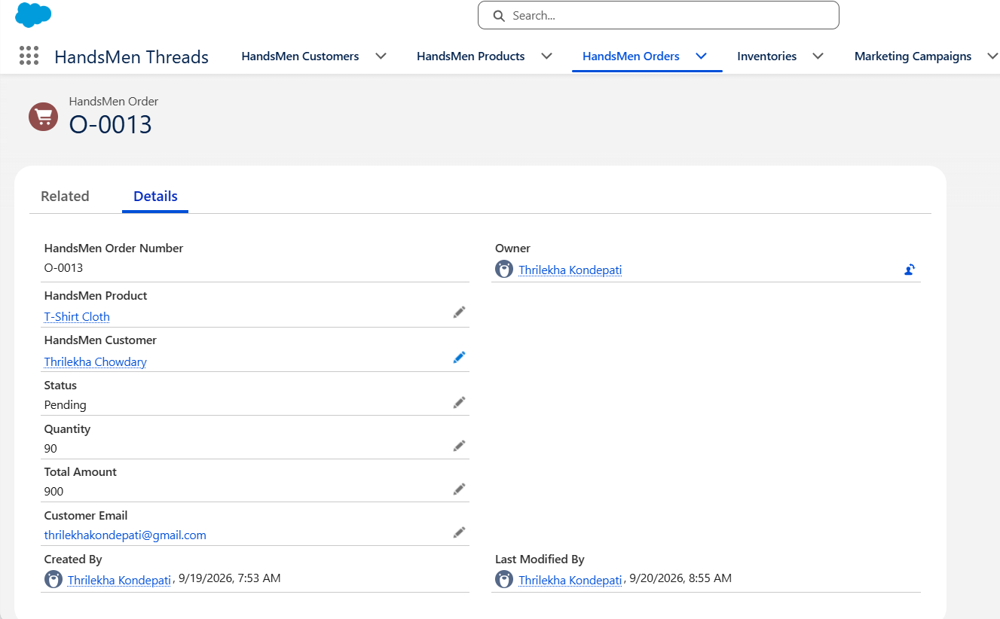 Search...
HandsMen Threads
HandsMen Customers
HandsMen Products
HandsMen Orders
Inventories
Marketing Campaigns
HandsMen Order
O-0013
Related
Details
HandsMen Order Number
O-0013
Owner
Thrilekha Kondepati
HandsMen Product
T-Shirt Cloth
HandsMen Customer
Thrilekha Chowdary
Status
Pending
Quantity
90
Total Amount
900
Customer Email
thrilekhakondepati@gmail.com
Created By
Thrilekha Kondepati, 9/19/2026, 7:53 AM
Last Modified By
Thrilekha Kondepati, 9/20/2026, 8:55 AM